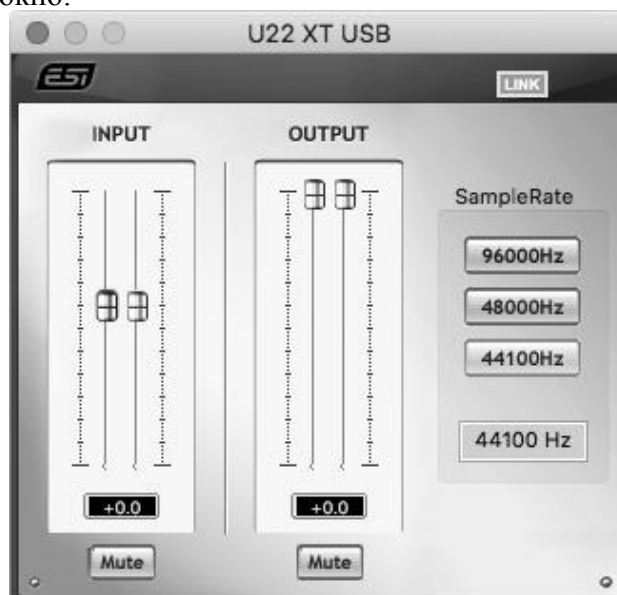 окно:
U22 XT USB
ESI
LINK
INPUT
OUTPUT
SampleRate
96000Hz
48000Hz
44100Hz
44100 Hz
+0.0
+0.0
Mute
Mute